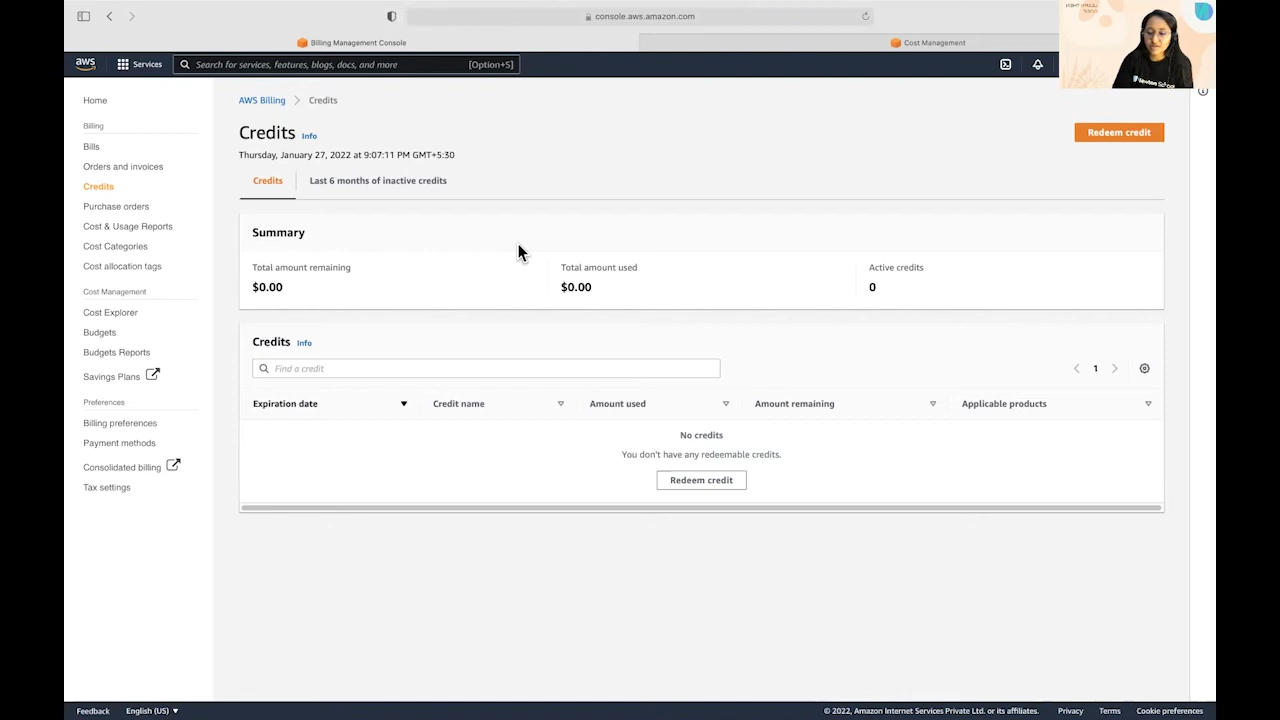 console.aws.amazon.com
Billing Management Console
Cost Management
aws
Services
Search for services, features, blogs, docs, and more
[Option+S]
Home
Billing
Bills
Orders and invoices
Credits
Purchase orders
Cost & Usage Reports
Cost Categories
Cost allocation tags
Cost Management
Cost Explorer
Budgets
Budgets Reports
Savings Plans
Preferences
Billing preferences
Payment methods
Consolidated billing
Tax settings
AWS Billing
Credits
Credits Info
Redeem credit
Thursday, January 27, 2022 at 9:07:11 PM GMT+5:30
Credits
Last 6 months of inactive credits
Summary
Total amount remaining
$0.00
Total amount used
$0.00
Active credits
0
Credits Info
Find a credit
1
Expiration date
Credit name
Amount used
Amount remaining
Applicable products
No credits
You don't have any redeemable credits.
Redeem credit
Feedback
English (US)
© 2022, Amazon Internet Services Private Ltd. or its affiliates.
Privacy
Terms
Cookie preferences